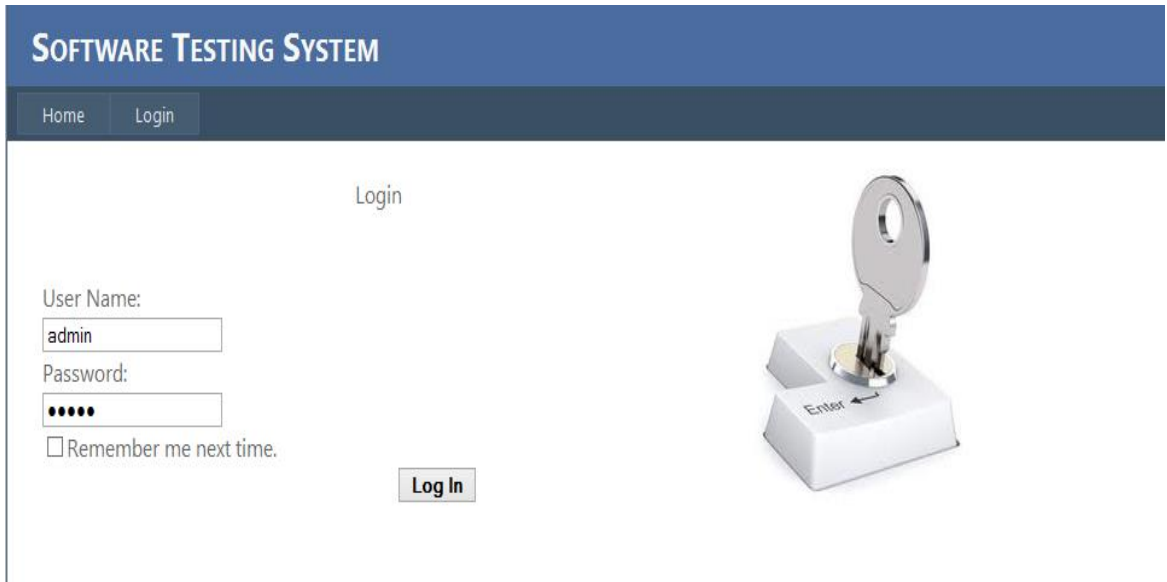 SOFTWARE TESTING SYSTEM
Home Login
Login
User Name:
admin
Password:
•••••
Remember me next time.
Log In
Enter ↵